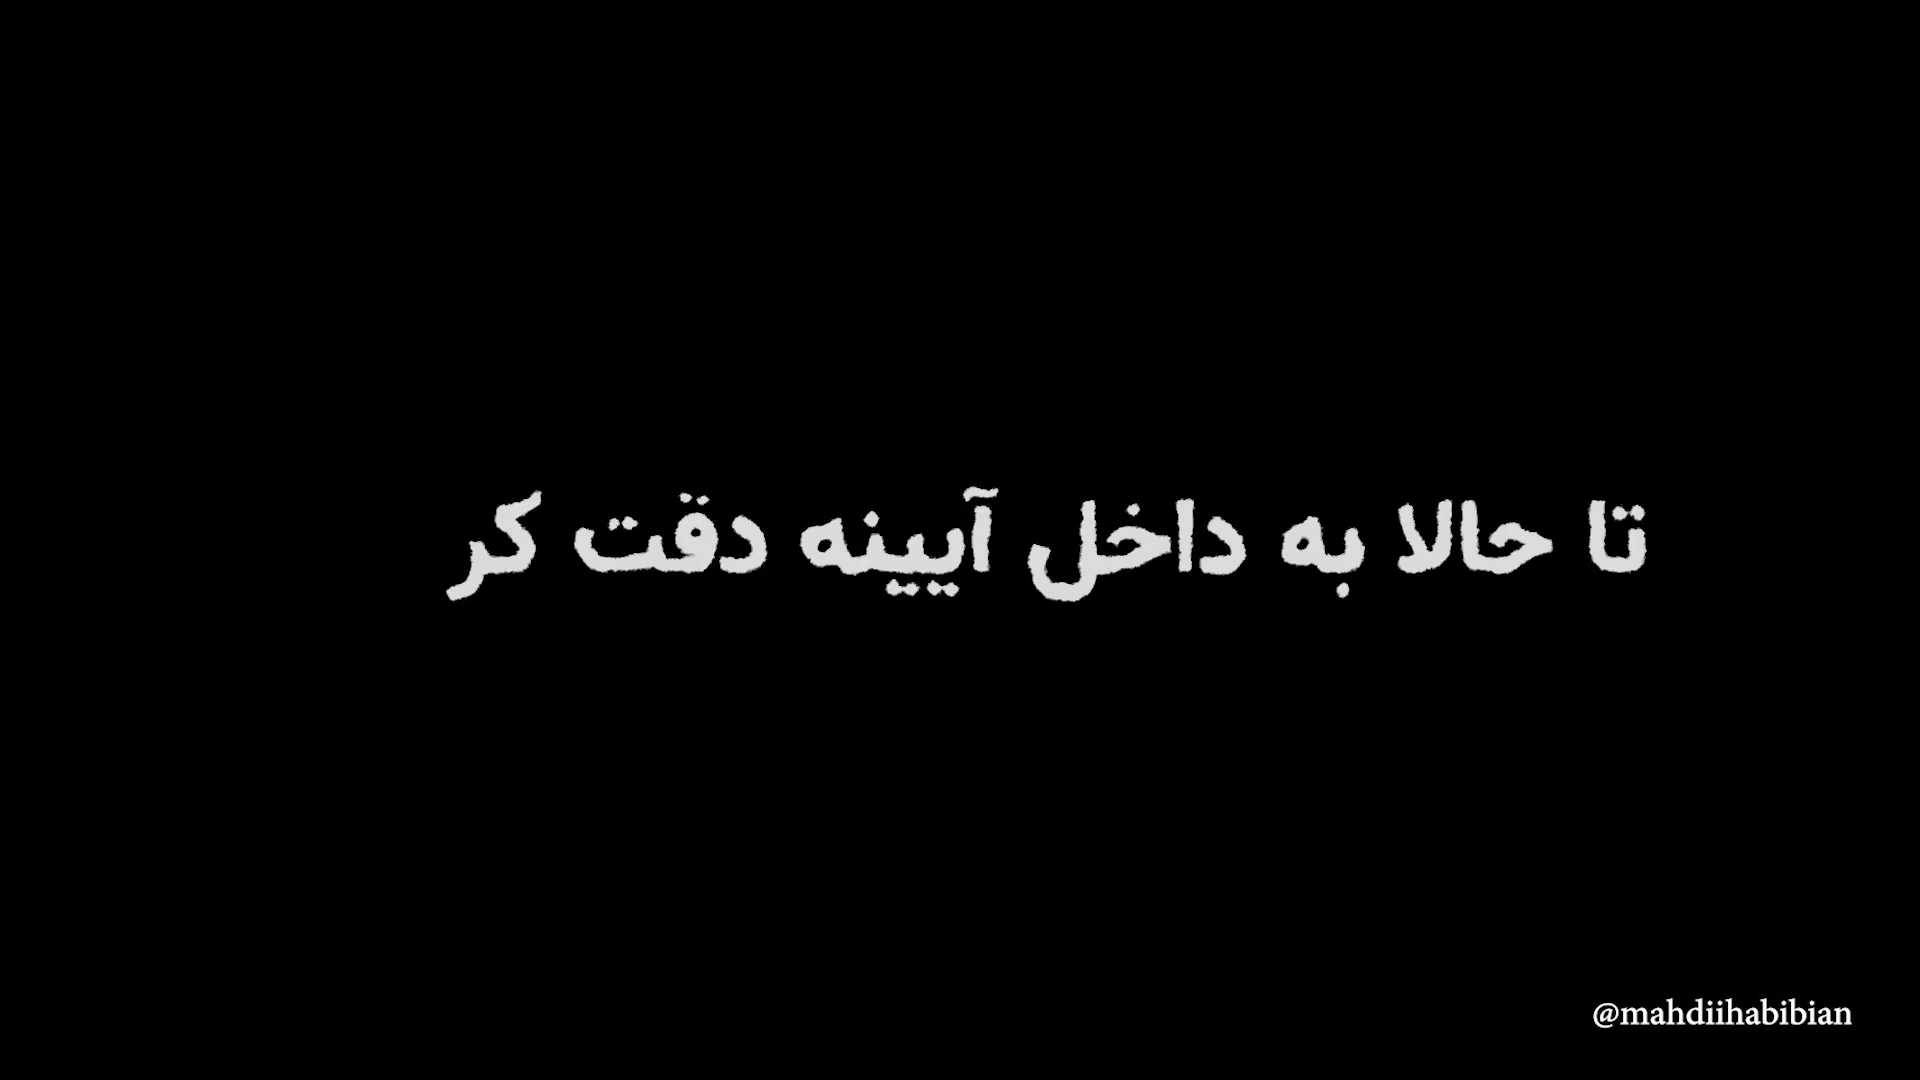 تا حالا به داخل آیینه دقت کر
@mahdiihabibian